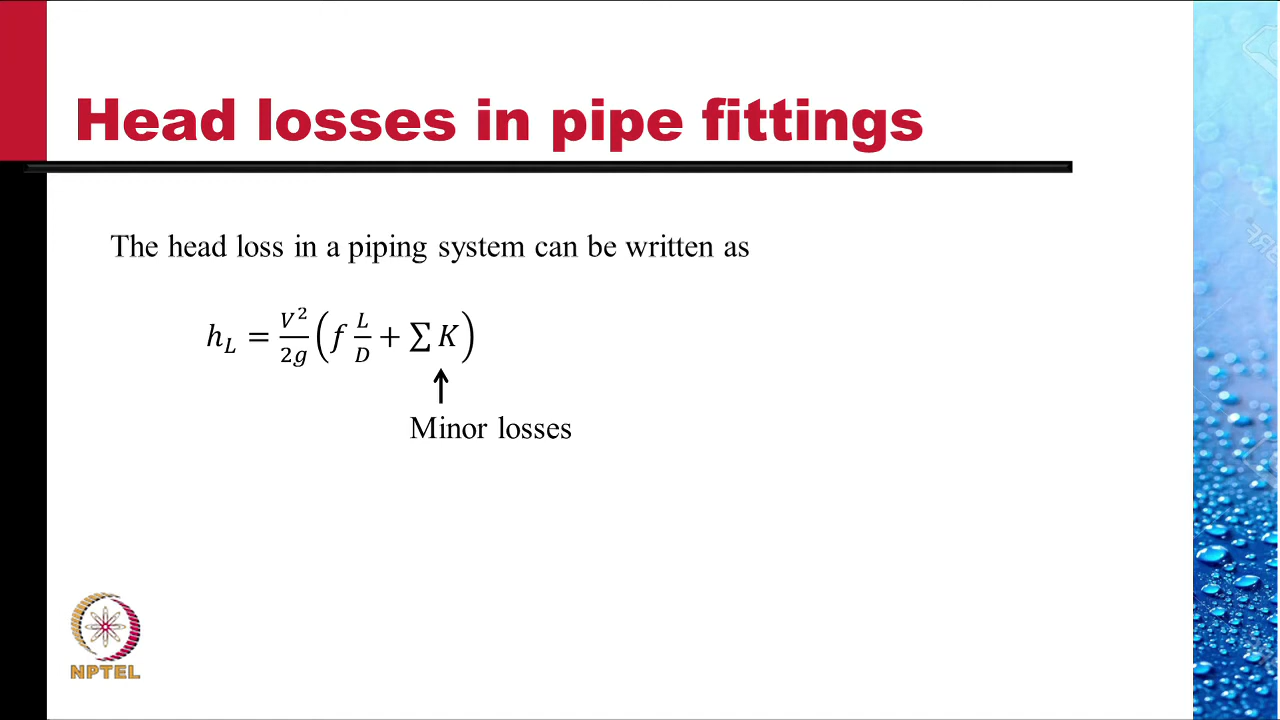 Head losses in pipe fittings
The head loss in a piping system can be written as
h_L = V²/2g (f L/D + ∑ K)
Minor losses
NPTEL